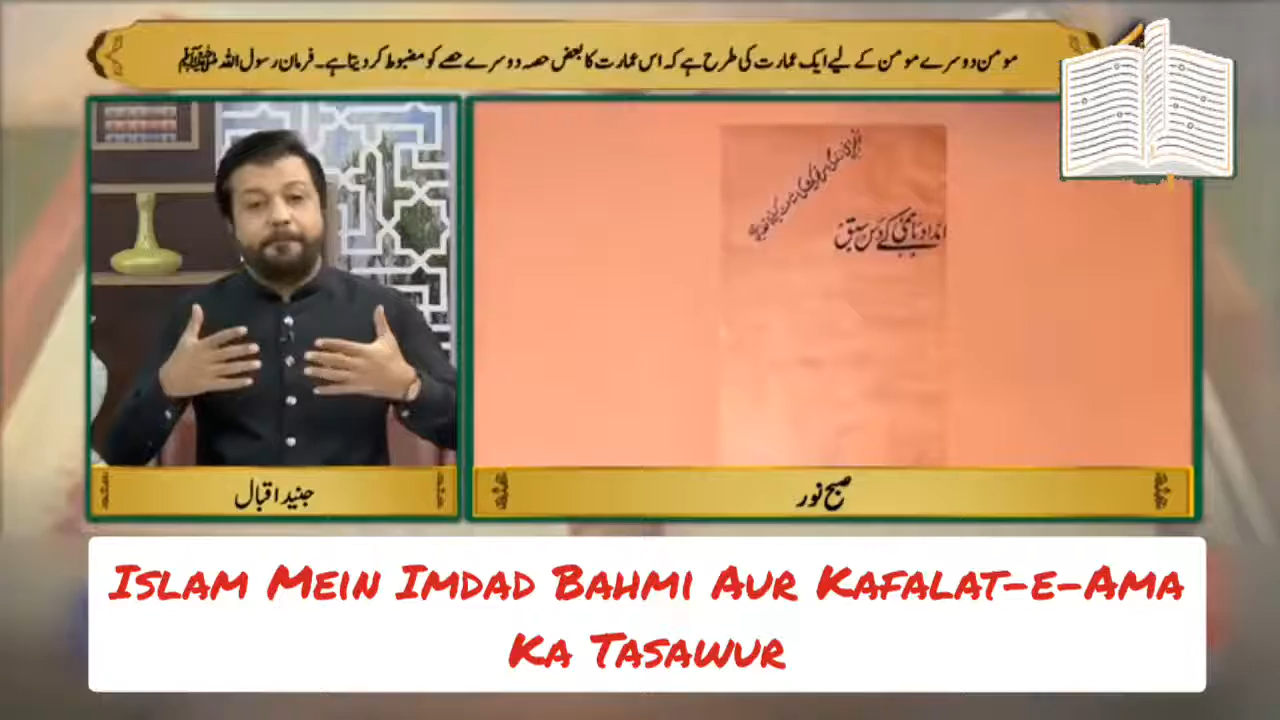 مومن دوسرے مومن کے لیے ایک عمارت کی طرح ہے کہ اس عمارت کا بعض حصہ دوسرے حصے کو مضبوط کر دیتا ہے۔ فرمان رسول اللہ ﷺ
امداد باہمی کے دس سبق
جنید اقبال
صبح نور
Islam Mein Imdad Bahmi Aur Kafalat-e-Ama
Ka Tasawur